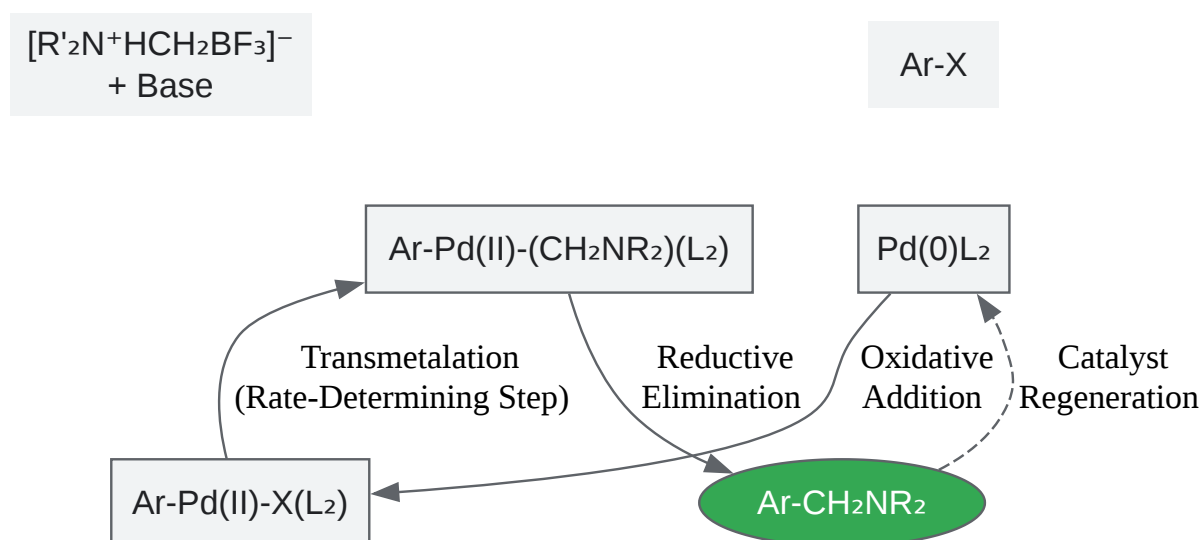 [R'₂N⁺HCH₂BF₃]⁻
+ Base
Ar-X
Ar-Pd(II)-(CH₂NR₂)(L₂)
Pd(0)L₂
Transmetalation
(Rate-Determining Step)
Reductive
Elimination
Oxidative
Addition
Catalyst
Regeneration
Ar-Pd(II)-X(L₂)
Ar-CH₂NR₂